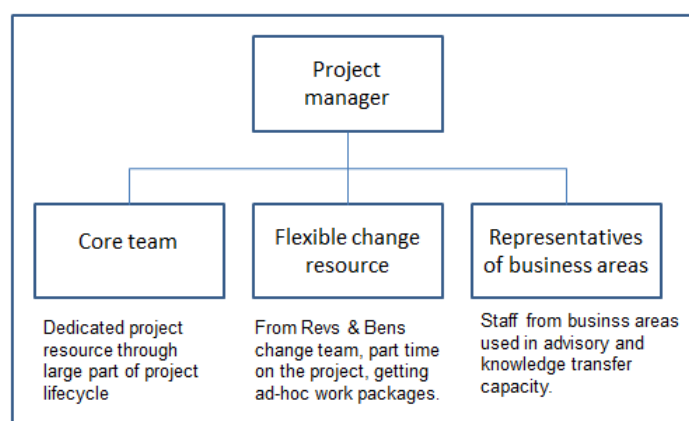 Project
manager
Core team
Flexible change
resource
Representatives
of business areas
Dedicated project
resource through
large part of project
lifecycle
From Revs & Bens
change team, part time
on the project, getting
ad-hoc work packages.
Staff from businss areas
used in advisory and
knowledge transfer
capacity.